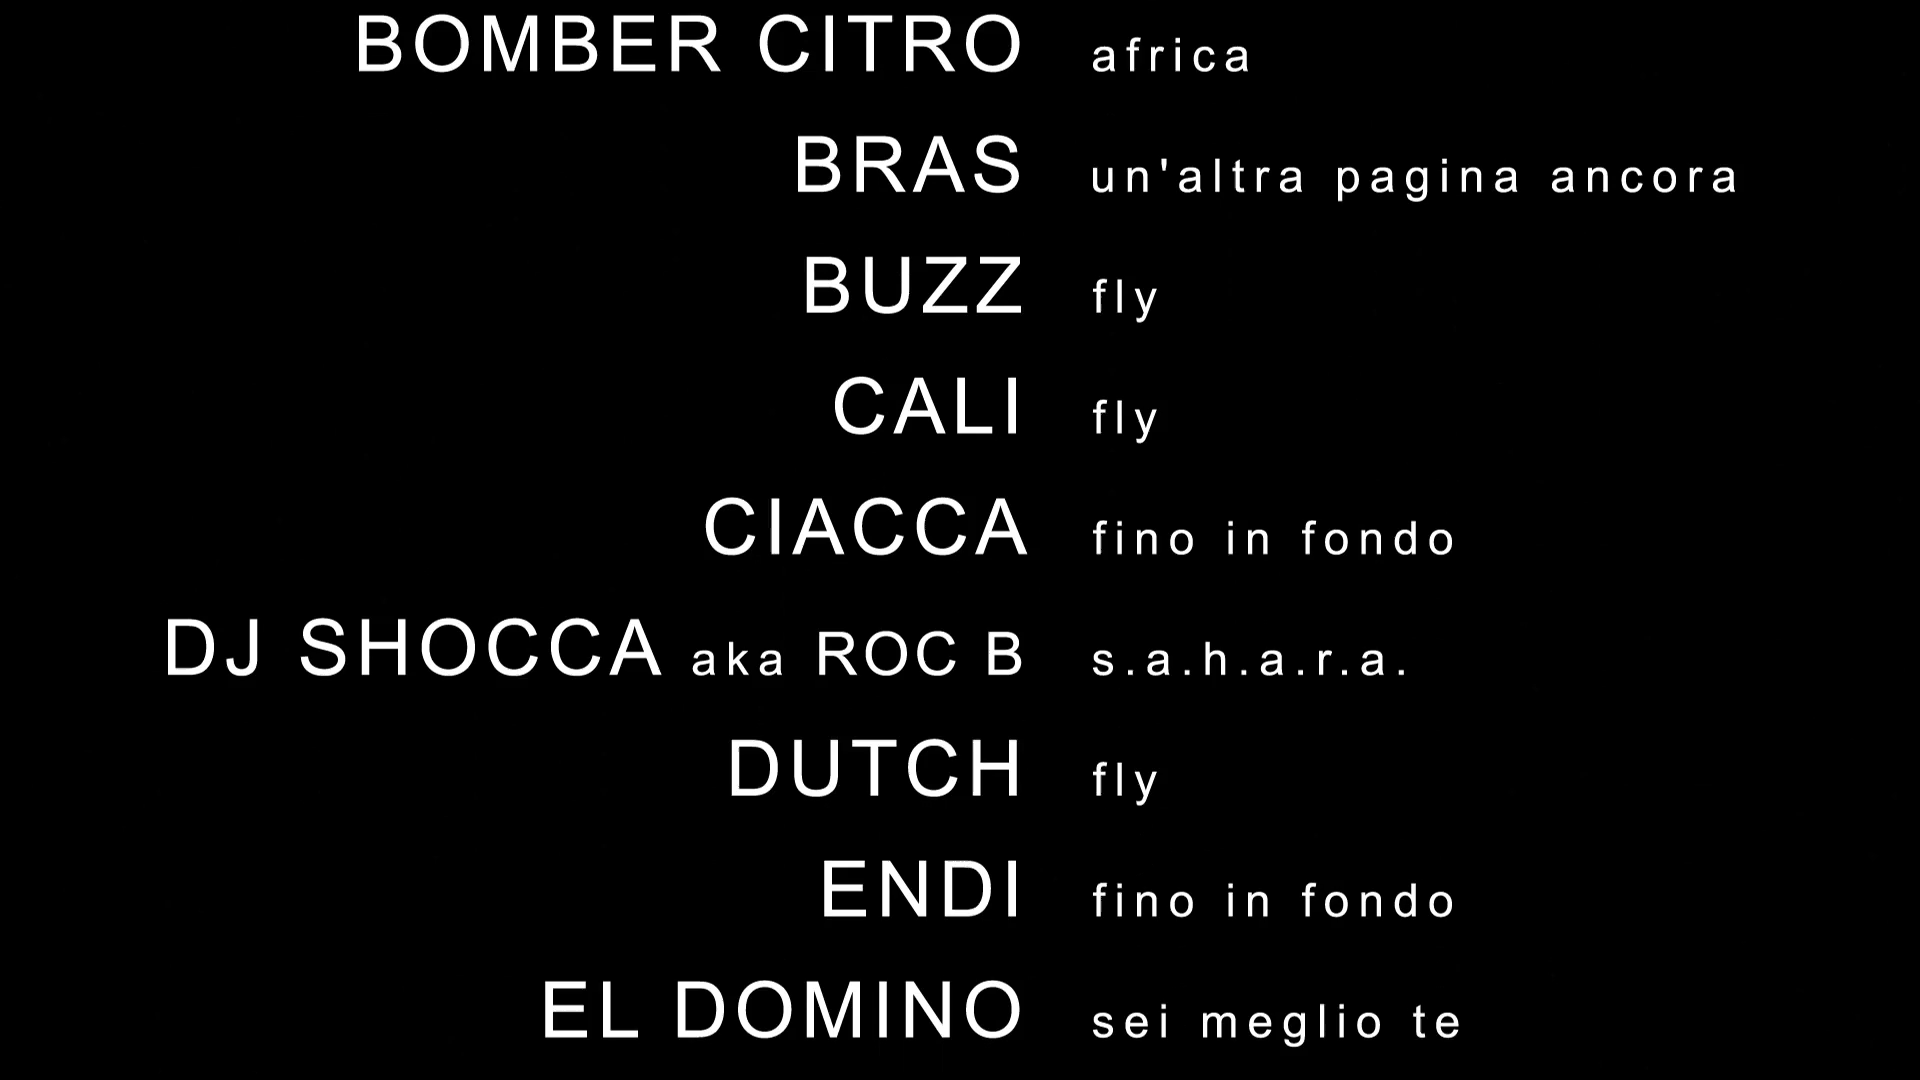 BOMBER CITRO africa
BRAS un'altra pagina ancora
BUZZ fly
CALI fly
CIACCA fino in fondo
DJ SHOCCA aka ROC B s.a.h.a.r.a.
DUTCH fly
ENDI fino in fondo
EL DOMINO sei meglio te